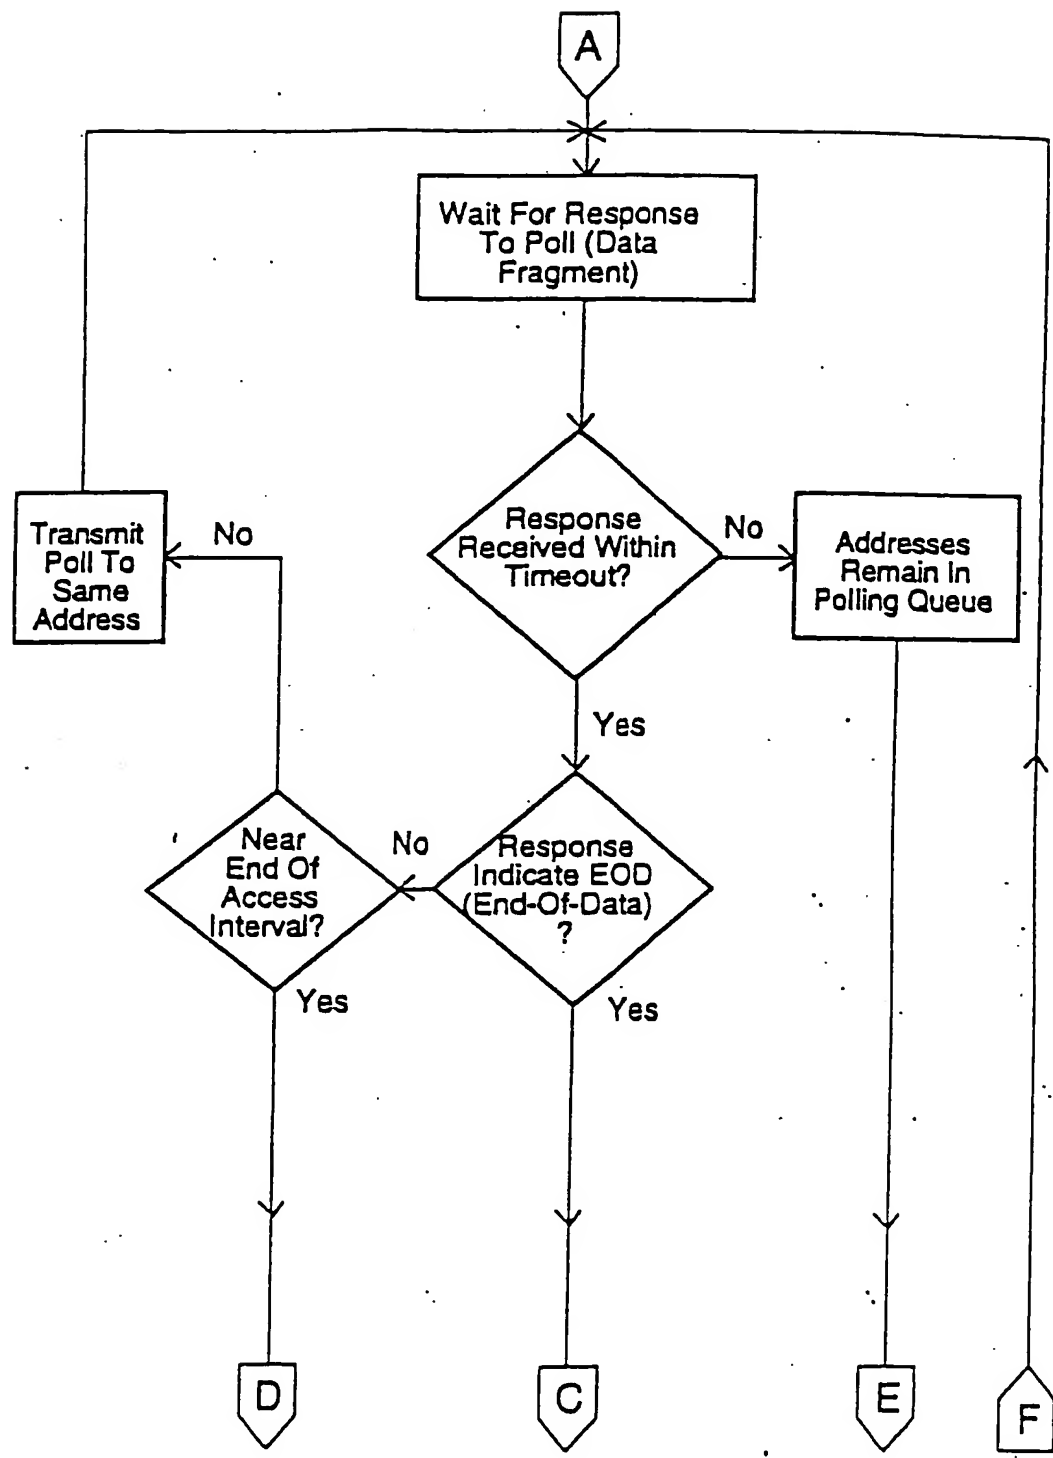 A
Wait For Response
To Poll (Data
Fragment)
Response
Received Within
Timeout?
No
Addresses
Remain In
Polling Queue
Transmit
Poll To
Same
Address
No
Yes
Near
End Of
Access
Interval?
No
Response
Indicate EOD
(End-Of-Data)
?
Yes
Yes
D
C
E
F